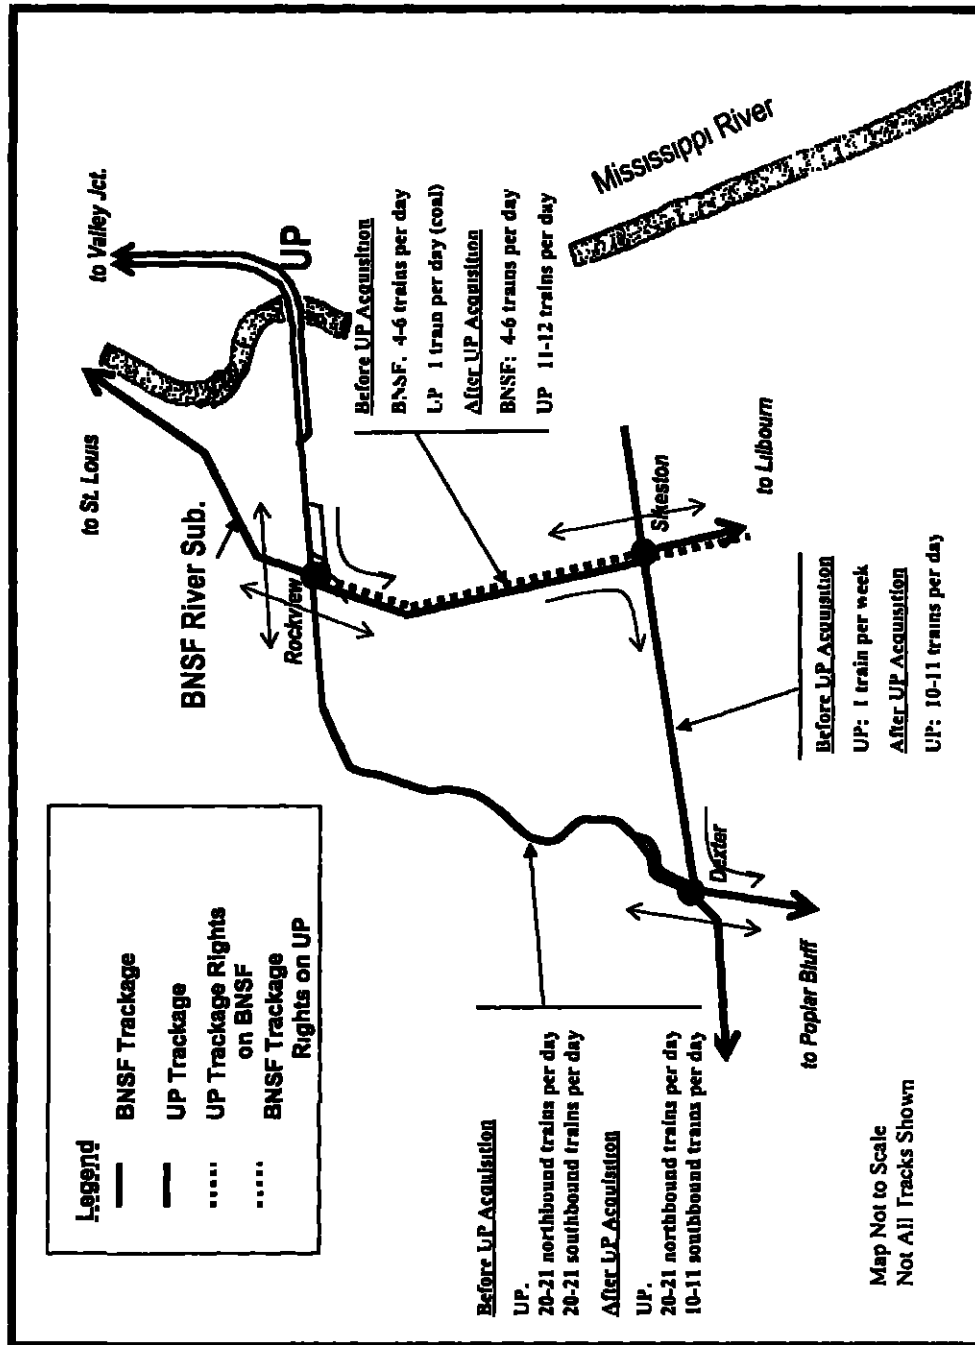 Legend
BNSF Trackage
UP Trackage
UP Trackage Rights
on BNSF
BNSF Trackage
Rights on UP
BNSF River Sub.
to St. Louis
to Valley Jct.
UP
Rockview
Mississippi River
Before UP Acquisition
BNSF. 4-6 trains per day
UP 1 train per day (coal)
After UP Acquisition
BNSF: 4-6 trains per day
UP 11-12 trains per day
Sikeston
to Lilbourn
Before UP Acquisition
UP.
20-21 northbound trains per day
20-21 southbound trains per day
After UP Acquisition
UP.
20-21 northbound trains per day
10-11 southbound trains per day
Dexter
to Poplar Bluff
Before UP Acquisition
UP: 1 train per week
After UP Acquisition
UP: 10-11 trains per day
Map Not to Scale
Not All Tracks Shown